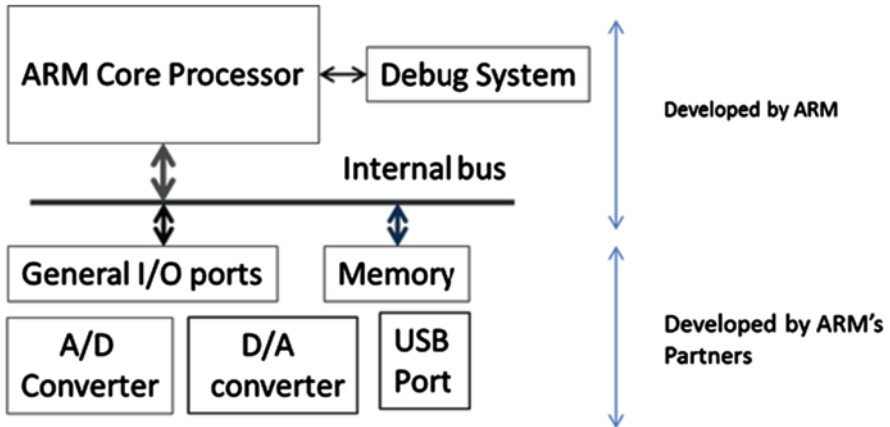 ARM Core Processor
Debug System
Developed by ARM
Internal bus
General I/O ports
Memory
A/D
Converter
D/A
converter
USB
Port
Developed by ARM's
Partners